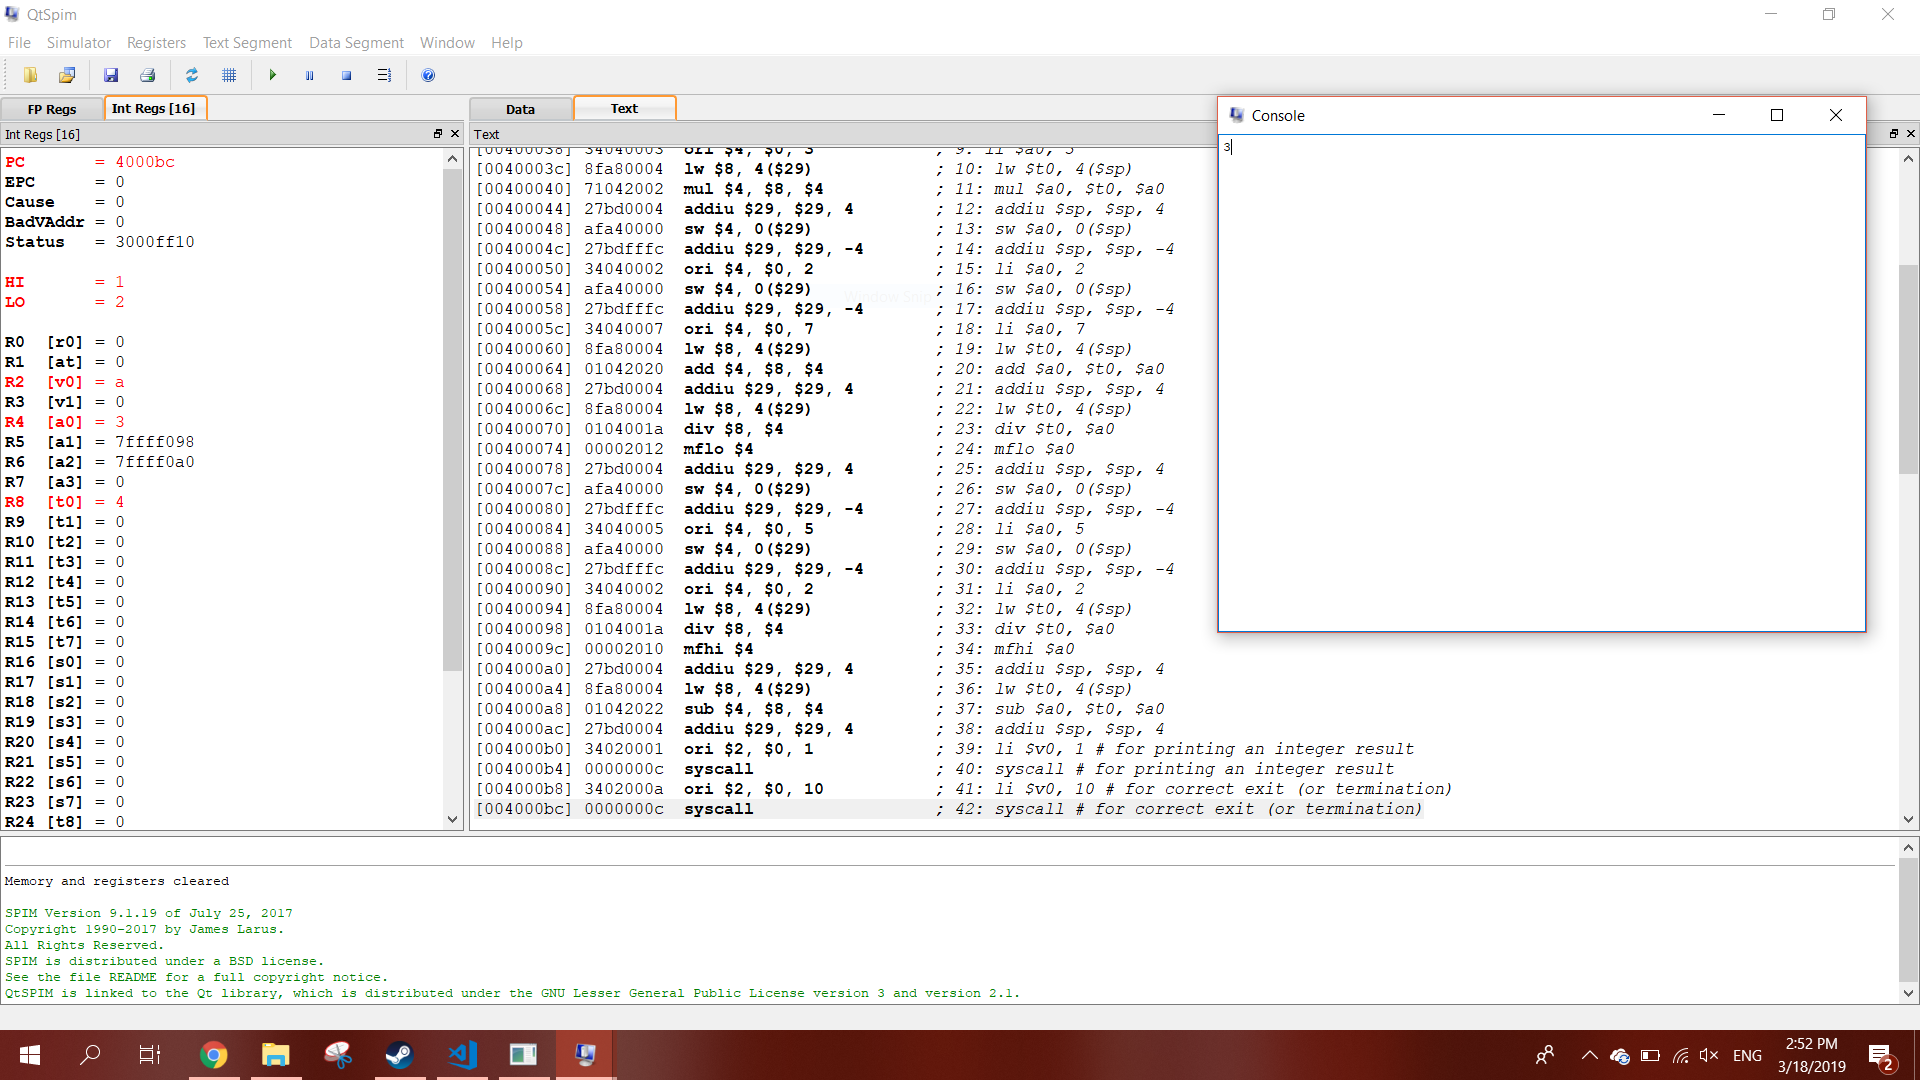 QtSpim
File Simulator Registers Text Segment Data Segment Window Help
FP Regs
Int Regs [16]
Int Regs [16]
PC = 4000bc
EPC = 0
Cause = 0
BadVAddr = 0
Status = 3000ff10
HI = 1
LO = 2
R0 [r0] = 0
R1 [at] = 0
R2 [v0] = a
R3 [v1] = 0
R4 [a0] = 3
R5 [a1] = 7ffff098
R6 [a2] = 7ffff0a0
R7 [a3] = 0
R8 [t0] = 4
R9 [t1] = 0
R10 [t2] = 0
R11 [t3] = 0
R12 [t4] = 0
R13 [t5] = 0
R14 [t6] = 0
R15 [t7] = 0
R16 [s0] = 0
R17 [s1] = 0
R18 [s2] = 0
R19 [s3] = 0
R20 [s4] = 0
R21 [s5] = 0
R22 [s6] = 0
R23 [s7] = 0
R24 [t8] = 0
Data
Text
Text
[00400038] 34040003 ori $4, $0, 3 ; 9: li $a0, 3
[0040003c] 8fa80004 lw $8, 4($29) ; 10: lw $t0, 4($sp)
[00400040] 71042002 mul $4, $8, $4 ; 11: mul $a0, $t0, $a0
[00400044] 27bd0004 addiu $29, $29, 4 ; 12: addiu $sp, $sp, 4
[00400048] afa40000 sw $4, 0($29) ; 13: sw $a0, 0($sp)
[0040004c] 27bdfffc addiu $29, $29, -4 ; 14: addiu $sp, $sp, -4
[00400050] 34040002 ori $4, $0, 2 ; 15: li $a0, 2
[00400054] afa40000 sw $4, 0($29) ; 16: sw $a0, 0($sp)
Window Snip
[00400058] 27bdfffc addiu $29, $29, -4 ; 17: addiu $sp, $sp, -4
[0040005c] 34040007 ori $4, $0, 7 ; 18: li $a0, 7
[00400060] 8fa80004 lw $8, 4($29) ; 19: lw $t0, 4($sp)
[00400064] 01042020 add $4, $8, $4 ; 20: add $a0, $t0, $a0
[00400068] 27bd0004 addiu $29, $29, 4 ; 21: addiu $sp, $sp, 4
[0040006c] 8fa80004 lw $8, 4($29) ; 22: lw $t0, 4($sp)
[00400070] 0104001a div $8, $4 ; 23: div $t0, $a0
[00400074] 00002012 mflo $4 ; 24: mflo $a0
[00400078] 27bd0004 addiu $29, $29, 4 ; 25: addiu $sp, $sp, 4
[0040007c] afa40000 sw $4, 0($29) ; 26: sw $a0, 0($sp)
[00400080] 27bdfffc addiu $29, $29, -4 ; 27: addiu $sp, $sp, -4
[00400084] 34040005 ori $4, $0, 5 ; 28: li $a0, 5
[00400088] afa40000 sw $4, 0($29) ; 29: sw $a0, 0($sp)
[0040008c] 27bdfffc addiu $29, $29, -4 ; 30: addiu $sp, $sp, -4
[00400090] 34040002 ori $4, $0, 2 ; 31: li $a0, 2
[00400094] 8fa80004 lw $8, 4($29) ; 32: lw $t0, 4($sp)
[00400098] 0104001a div $8, $4 ; 33: div $t0, $a0
[0040009c] 00002010 mfhi $4 ; 34: mfhi $a0
[004000a0] 27bd0004 addiu $29, $29, 4 ; 35: addiu $sp, $sp, 4
[004000a4] 8fa80004 lw $8, 4($29) ; 36: lw $t0, 4($sp)
[004000a8] 01042022 sub $4, $8, $4 ; 37: sub $a0, $t0, $a0
[004000ac] 27bd0004 addiu $29, $29, 4 ; 38: addiu $sp, $sp, 4
[004000b0] 34020001 ori $2, $0, 1 ; 39: li $v0, 1 # for printing an integer result
[004000b4] 0000000c syscall ; 40: syscall # for printing an integer result
[004000b8] 3402000a ori $2, $0, 10 ; 41: li $v0, 10 # for correct exit (or termination)
[004000bc] 0000000c syscall ; 42: syscall # for correct exit (or termination)
Console
3
Memory and registers cleared
SPIM Version 9.1.19 of July 25, 2017
Copyright 1990-2017 by James Larus.
All Rights Reserved.
SPIM is distributed under a BSD license.
See the file README for a full copyright notice.
QtSPIM is linked to the Qt library, which is distributed under the GNU Lesser General Public License version 3 and version 2.1.
ENG
2:52 PM
3/18/2019
2